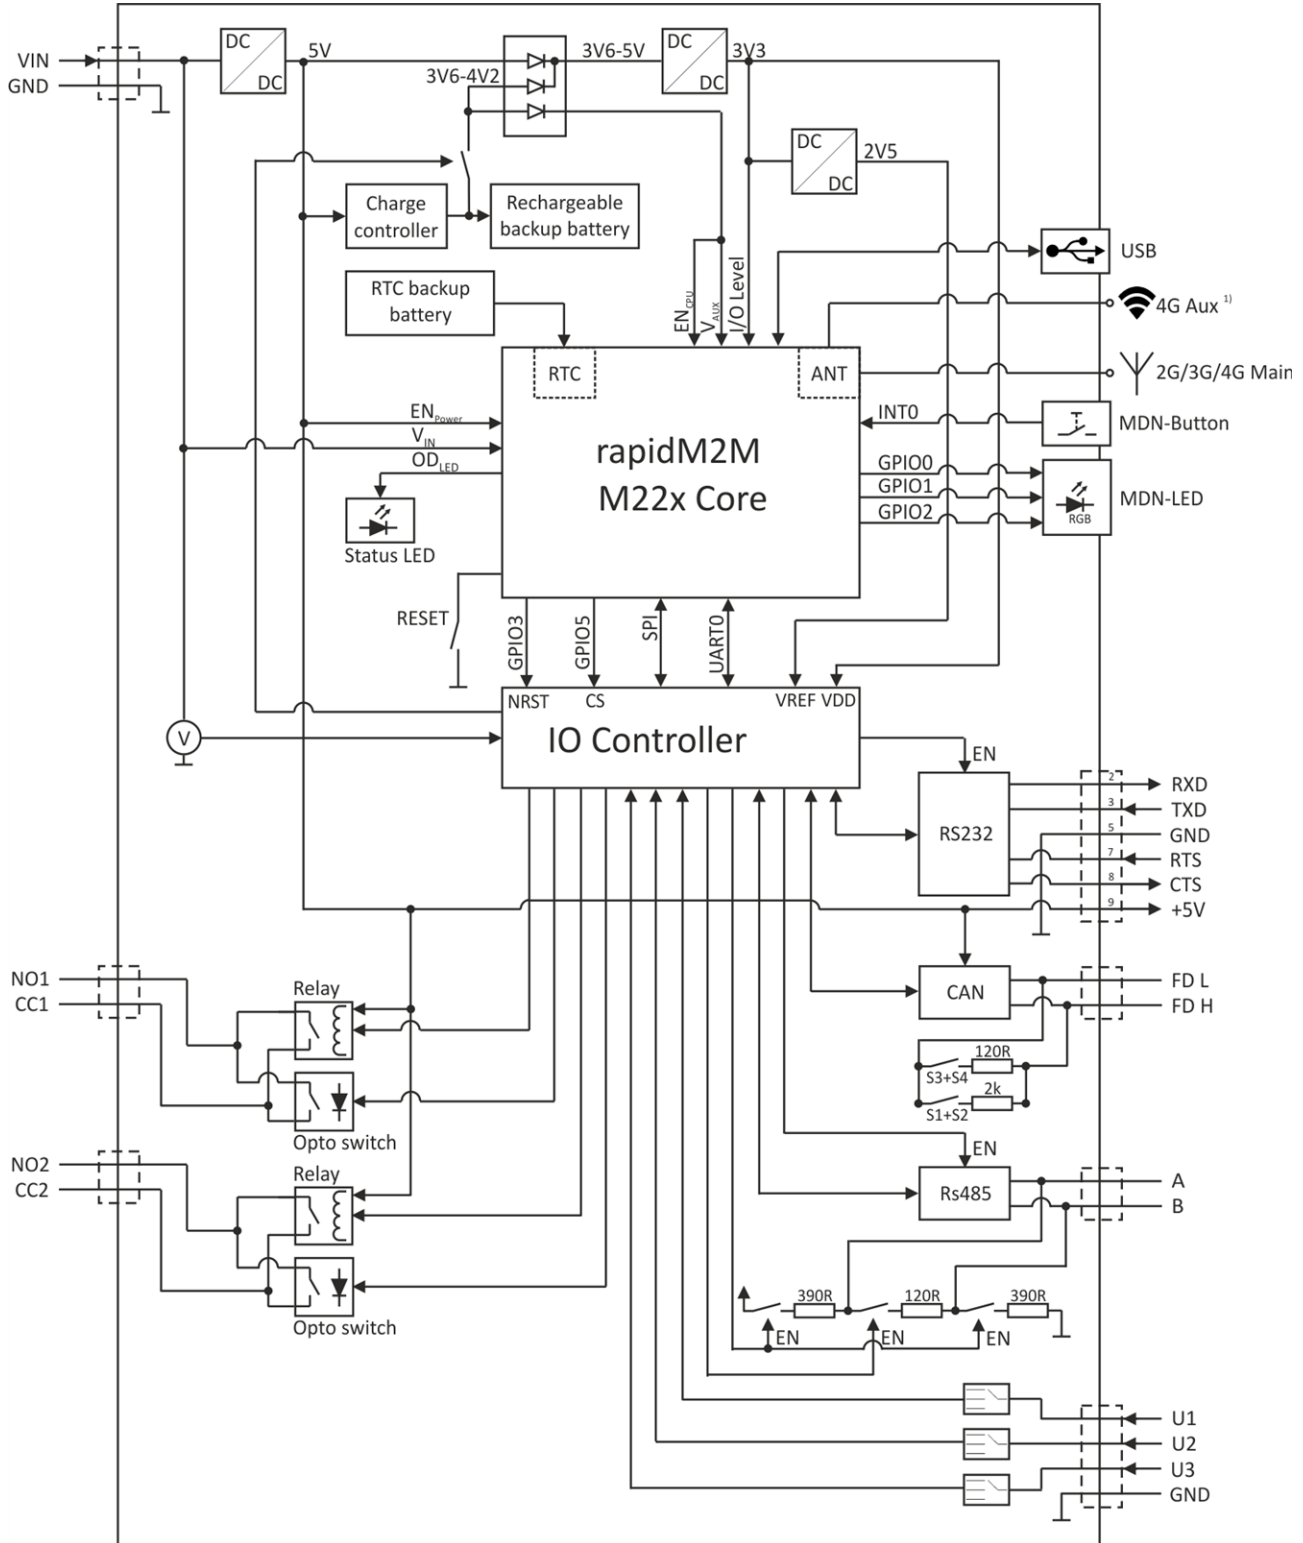 VIN
GND
DC
DC
5V
3V6-4V2
3V6-5V
DC
DC
3V3
DC
DC
2V5
Charge
controller
Rechargeable
backup battery
RTC backup
battery
EN CPU
V AUX
I/O Level
USB
4G Aux 1)
2G/3G/4G Main
RTC
ANT
INT0
MDN-Button
EN Power
V IN
OD LED
rapidM2M
M22x Core
GPIO0
GPIO1
GPIO2
RGB
MDN-LED
Status LED
RESET
GPIO3
GPIO5
SPI
UART0
NRST
CS
VREF
VDD
IO Controller
V
EN
RS232
2
RXD
3
TXD
5
GND
7
RTS
8
CTS
9
+5V
NO1
CC1
Relay
CAN
FD L
FD H
120R
S3+S4
2k
S1+S2
Opto switch
NO2
CC2
Relay
EN
Rs485
A
B
Opto switch
390R
120R
390R
EN
EN
EN
U1
U2
U3
GND